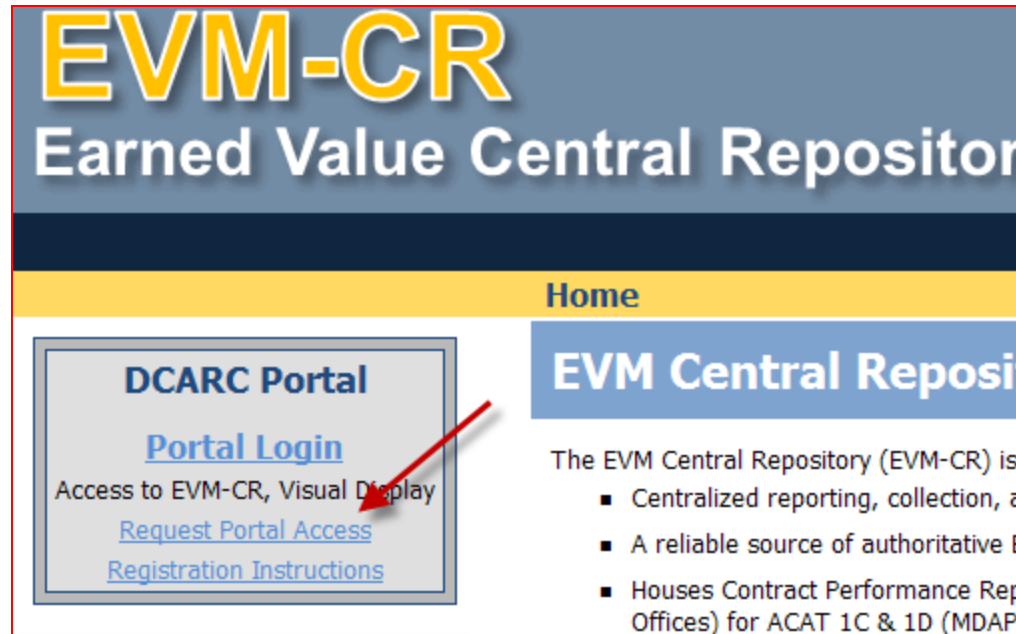 EVM-CR
Earned Value Central Repositor
Home
DCARC Portal
Portal Login
Access to EVM-CR, Visual Display
Request Portal Access
Registration Instructions
EVM Central Reposi
The EVM Central Repository (EVM-CR) is
▪ Centralized reporting, collection, a
▪ A reliable source of authoritative E
▪ Houses Contract Performance Rep
Offices) for ACAT 1C & 1D (MDAP